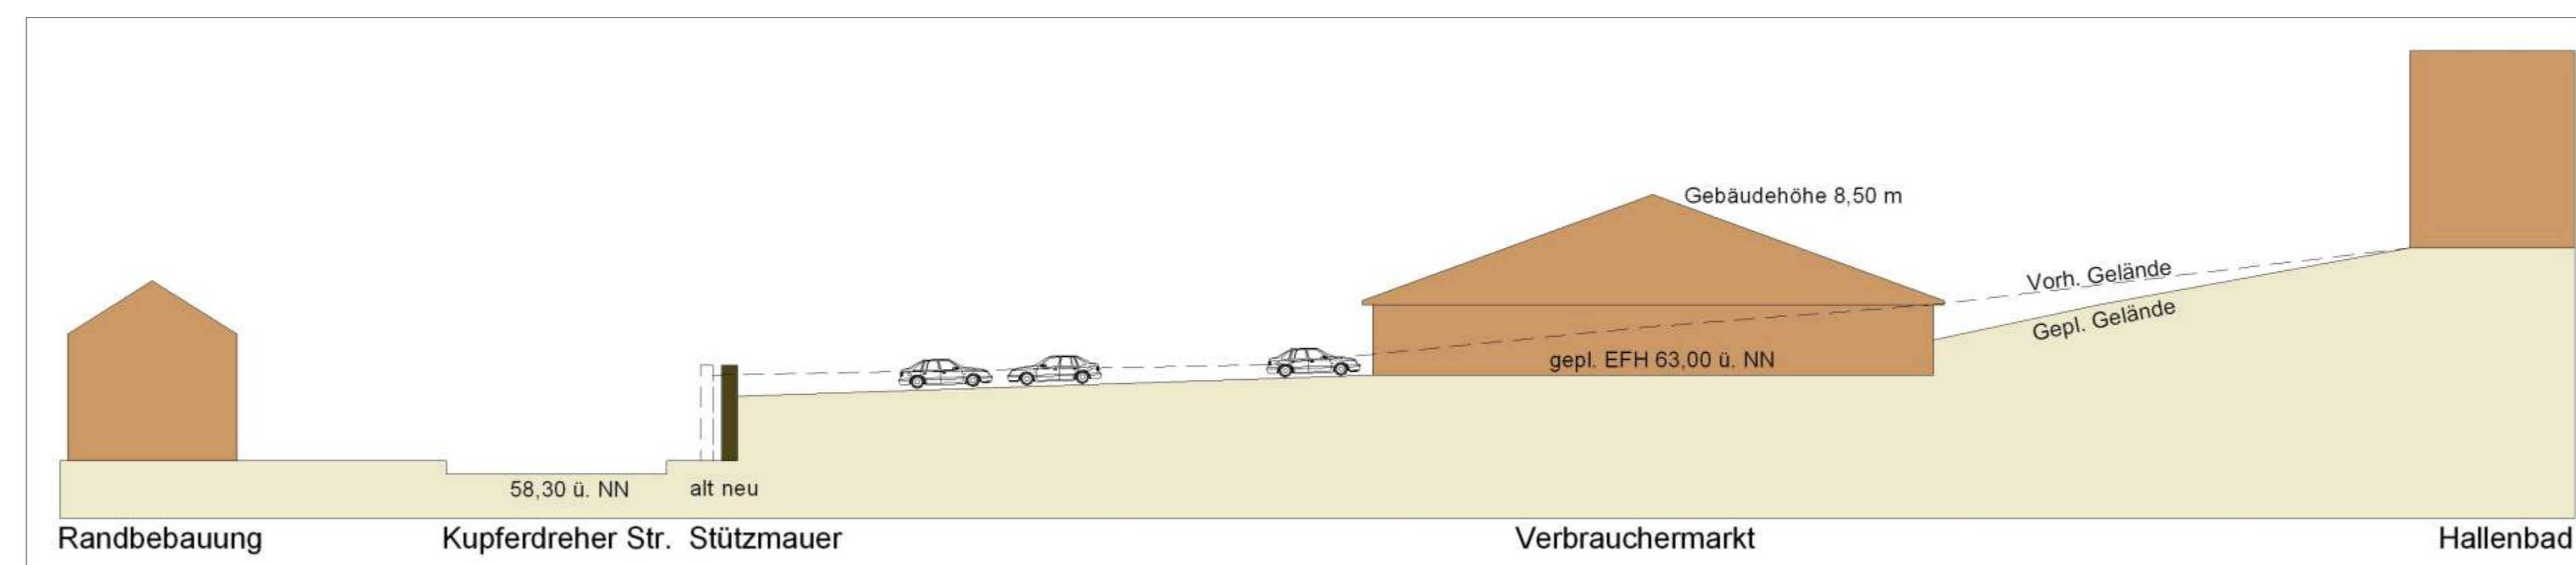 Gebäudehöhe 8,50 m
Vorh. Gelände
Gepl. Gelände
gepl. EFH 63,00 ü. NN
58,30 ü. NN
alt neu
Randbebauung
Kupferdreher Str.
Stützmauer
Verbrauchermarkt
Hallenbad